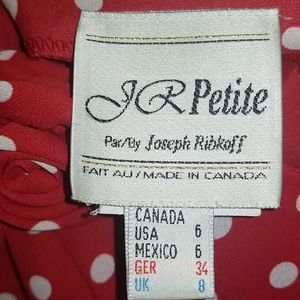 JR Petite
Par/By Joseph Ribkoff
FAIT AU/MADE IN CANADA
CANADA
USA 6
MEXICO 6
GER 34
UK 8